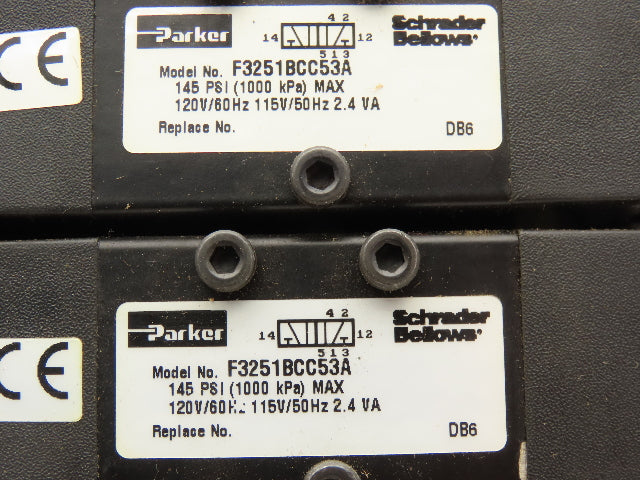 CE
Parker
4 2
14
12
5 1 3
Schrader
Bellows
Model No. F3251BCC53A
145 PSI (1000 kPa) MAX
120V/60Hz 115V/50Hz 2.4 VA
Replace No. DB6
CE
Parker
4 2
14
12
5 1 3
Schrader
Bellows
Model No. F3251BCC53A
145 PSI (1000 kPa) MAX
120V/60Hz 115V/50Hz 2.4 VA
Replace No. DB6